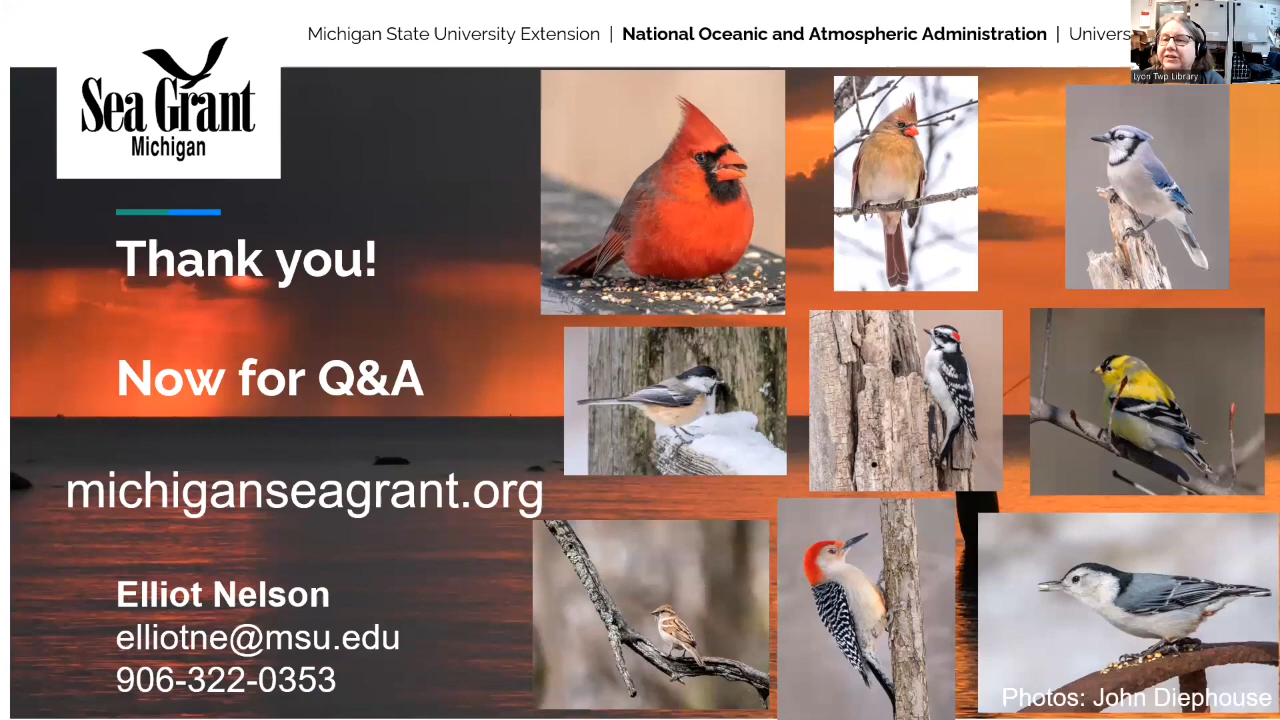 Michigan State University Extension | National Oceanic and Atmospheric Administration |
Lyon Twp Library
Sea Grant
Michigan
Thank you!
Now for Q&A
michiganseagrant.org
Elliot Nelson
elliotne@msu.edu
906-322-0353
Photos: John Diephouse